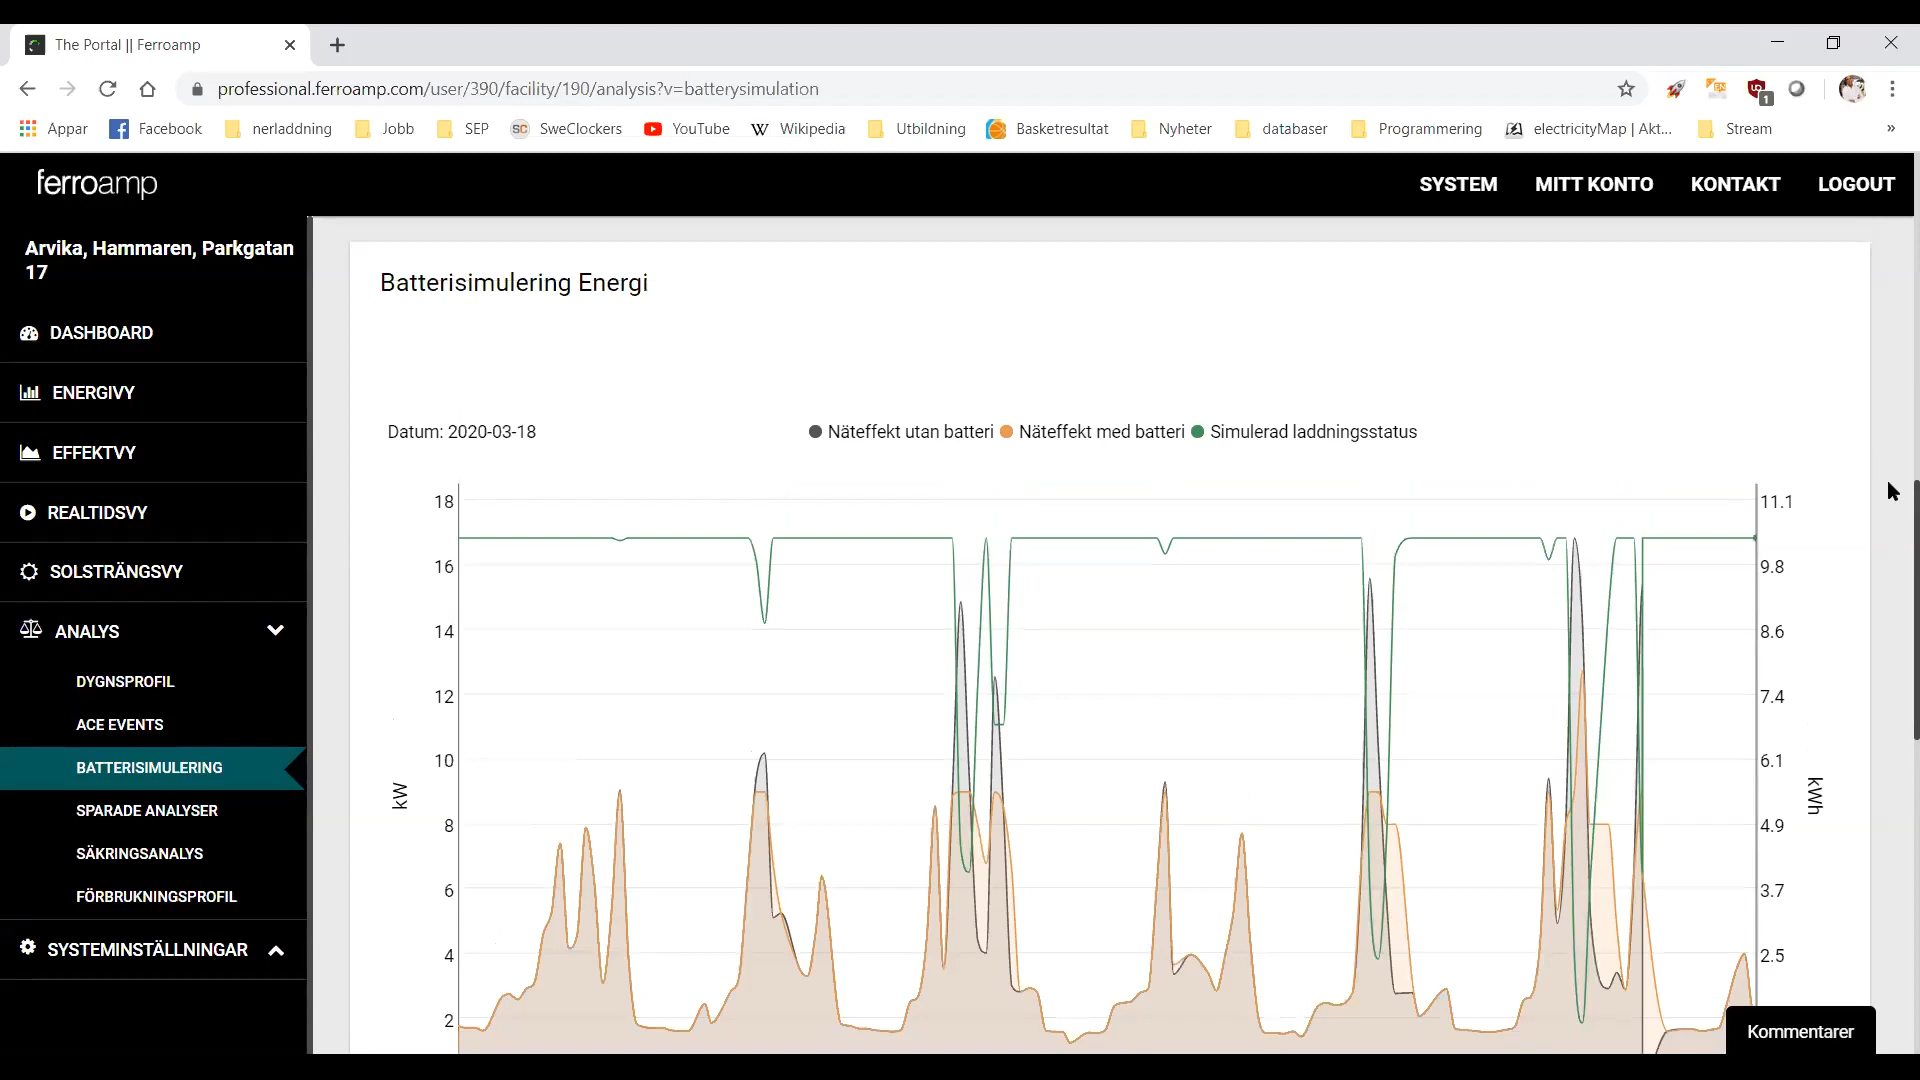 The Portal || Ferroamp
professional.ferroamp.com/user/390/facility/190/analysis?v=batterysimulation
Appar Facebook nerladdning Jobb SEP SweClockers YouTube Wikipedia Utbildning Basketresultat Nyheter databaser Programmering electricityMap | Akt... Stream »
ferroamp
SYSTEM MITT KONTO KONTAKT LOGOUT
Arvika, Hammaren, Parkgatan
17
DASHBOARD
ENERGIVY
EFFEKTVY
REALTIDSVY
SOLSTRÄNGSVY
ANALYS
DYGNSPROFIL
ACE EVENTS
BATTERISIMULERING
SPARADE ANALYSER
SÄKRINGSANALYS
FÖRBRUKNINGSPROFIL
SYSTEMINSTÄLLNINGAR
Batterisimulering Energi
Datum: 2020-03-18
Näteffekt utan batteri Näteffekt med batteri Simulerad laddningsstatus
18 11.1
16 9.8
14 8.6
12 7.4
10 6.1
kW kWh
8 4.9
6 3.7
4 2.5
2
Kommentarer